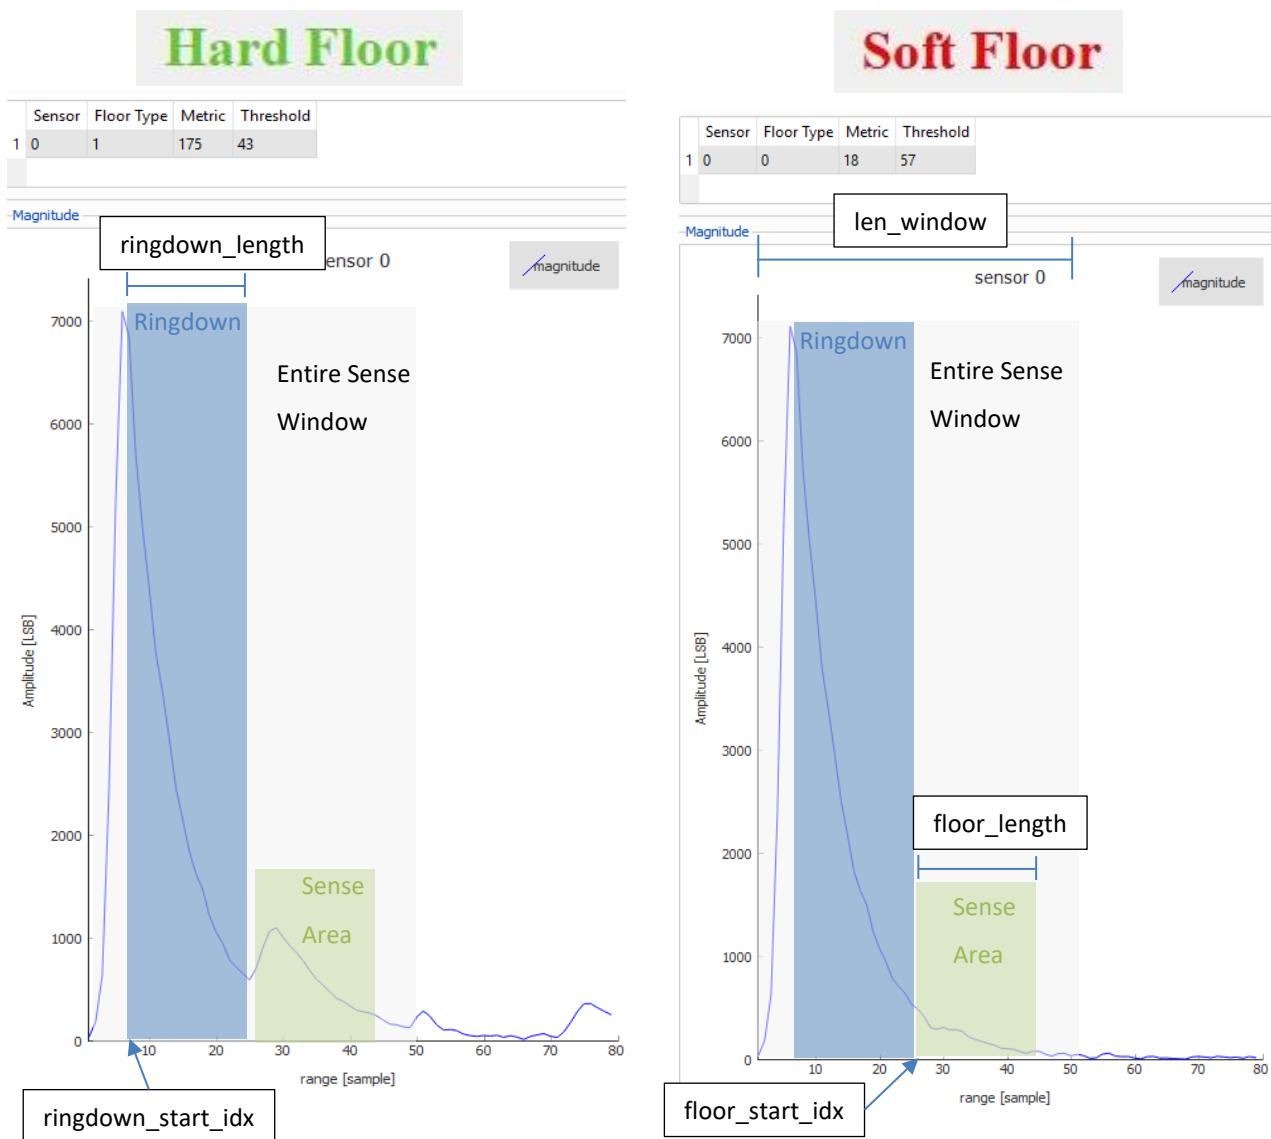 Hard Floor
Sensor Floor Type Metric Threshold
1 0 1 175 43
Magnitude
ringdown_length
ensor 0
magnitude
Ringdown
Entire Sense
Window
7000
6000
5000
4000
3000
2000
1000
0
Amplitude [LSB]
Sense
Area
10 20 30 40 50 60 70 80
range [sample]
ringdown_start_idx
Soft Floor
Sensor Floor Type Metric Threshold
1 0 0 18 57
len_window
Magnitude
sensor 0
magnitude
Ringdown
Entire Sense
Window
7000
6000
5000
4000
3000
2000
1000
0
Amplitude [LSB]
floor_length
Sense
Area
10 20 30 40 50 60 70 80
range [sample]
floor_start_idx